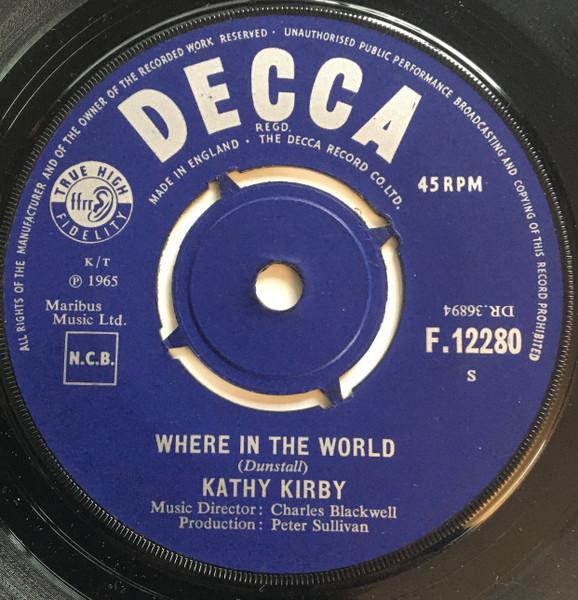 ALL RIGHTS OF THE MANUFACTURER AND OF THE OWNER OF THE RECORDED WORK RESERVED · UNAUTHORISED PUBLIC PERFORMANCE BROADCASTING AND COPYING OF THIS RECORD PROHIBITED
DECCA
REGD.
MADE IN ENGLAND · THE DECCA RECORD CO. LTD.
TRUE HIGH
ffrr
FIDELITY
45 RPM
K/T
℗ 1965
Maribus
Music Ltd.
N.C.B.
DR.36894
F.12280
S
WHERE IN THE WORLD
(Dunstall)
KATHY KIRBY
Music Director: Charles Blackwell
Production: Peter Sullivan